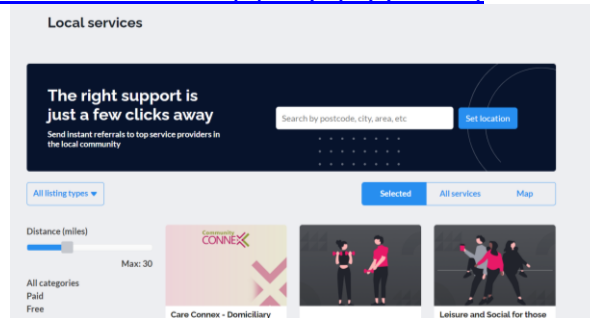 Local services
The right support is
just a few clicks away
Send instant referrals to top service providers in
the local community
Search by postcode, city, area, etc
Set location
All listing types
Selected
All services
Map
Distance (miles)
Max: 30
All categories
Paid
Free
Community
CONNEX
Care Connex - Domiciliary
Leisure and Social for those